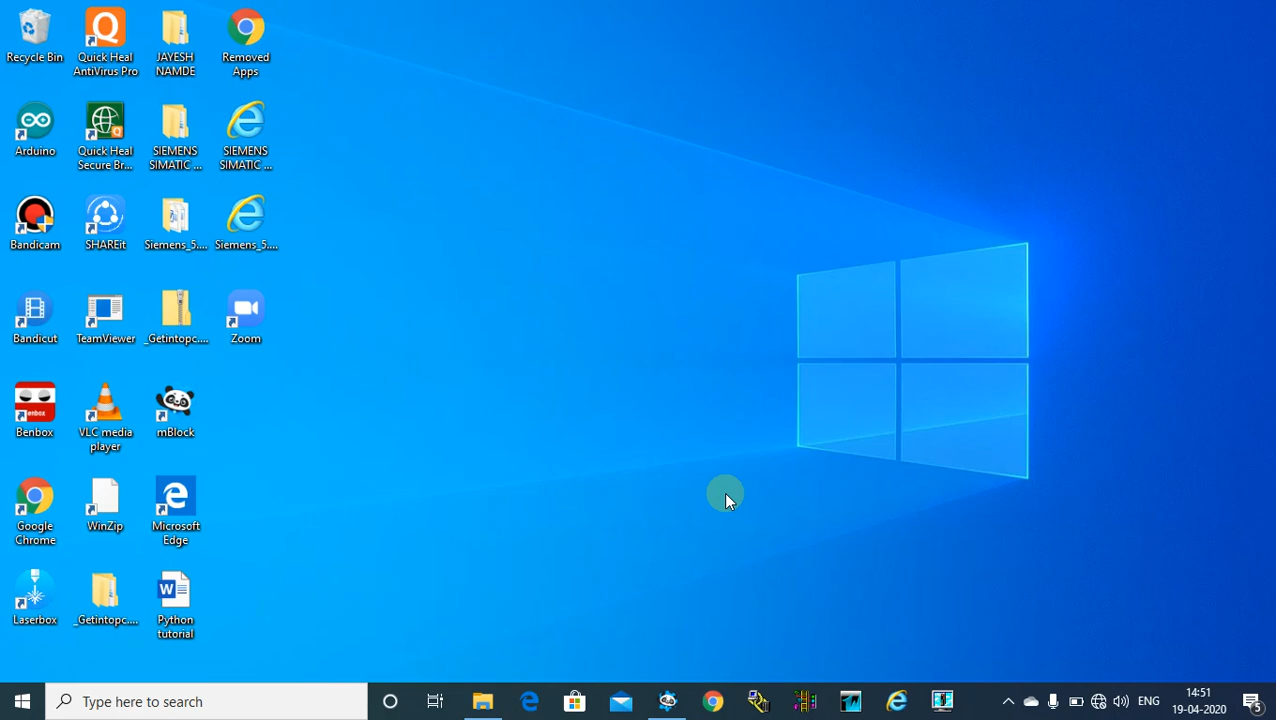 Recycle Bin
Quick Heal
AntiVirus Pro
JAYESH
NAMDE
Removed
Apps
Arduino
Quick Heal
Secure Br...
SIEMENS
SIMATIC ...
SIEMENS
SIMATIC ...
Bandicam
SHAREit
Siemens_5....
Siemens_5....
Bandicut
TeamViewer
_Getintopc....
Zoom
Benbox
VLC media
player
mBlock
Google
Chrome
WinZip
Microsoft
Edge
Laserbox
_Getintopc....
Python
tutorial
Type here to search
ENG
14:51
19-04-2020
5